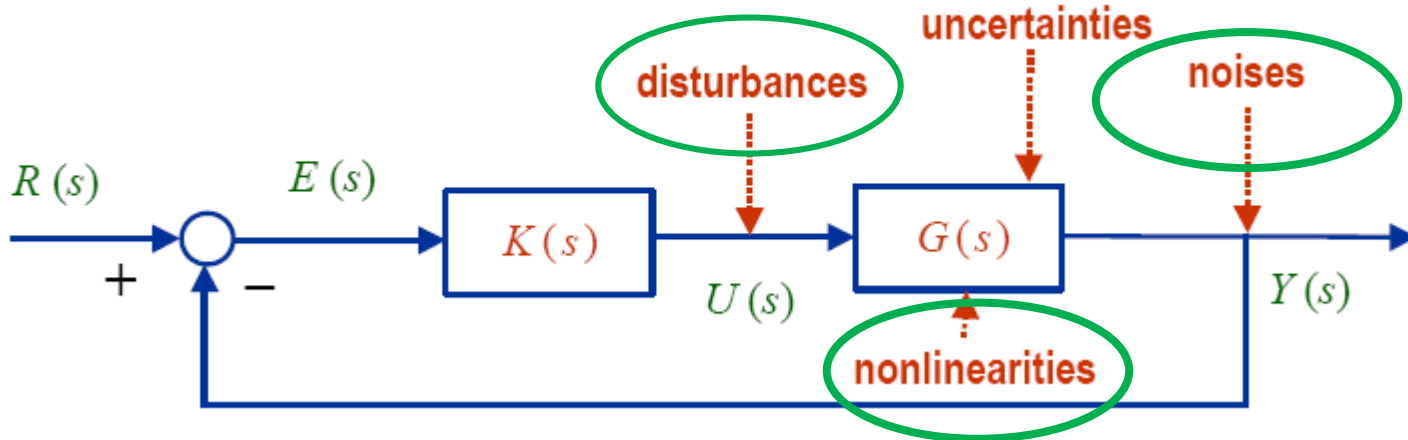 uncertainties
disturbances
noises
R(s)
E(s)
K(s)
G(s)
+
−
U(s)
Y(s)
nonlinearities